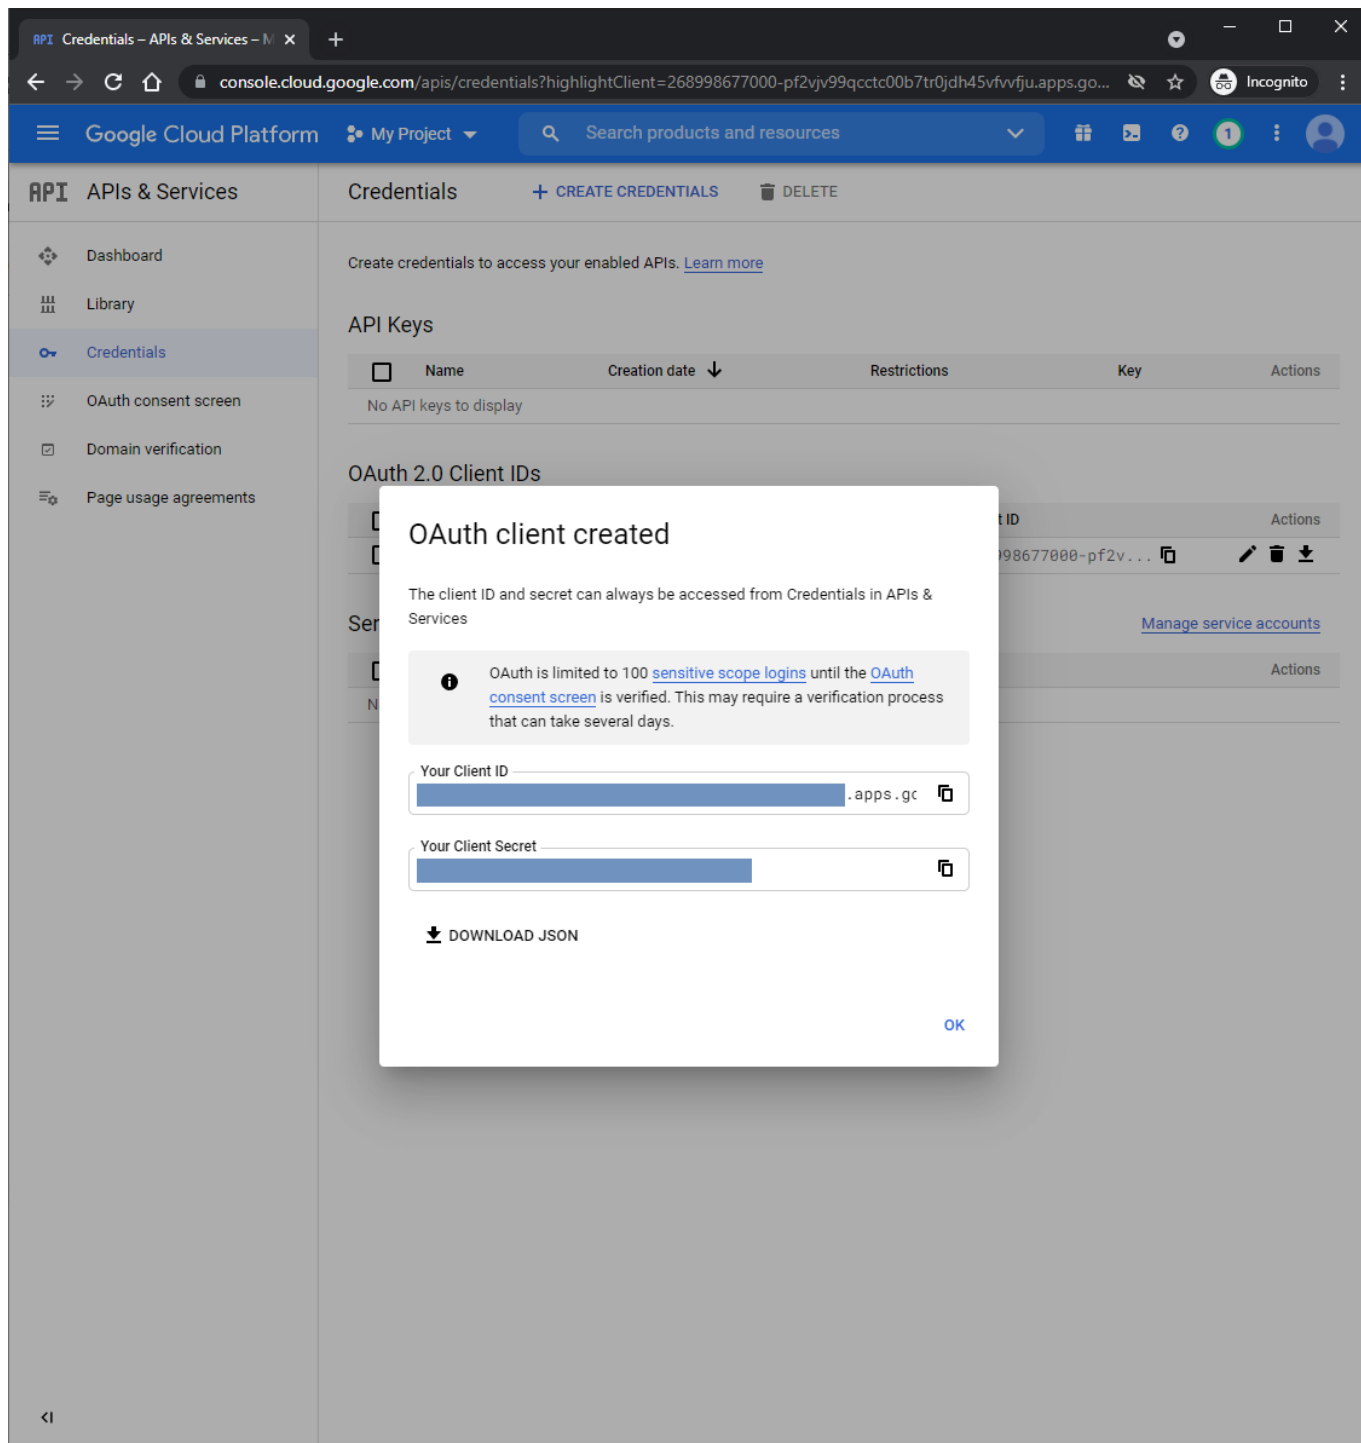 API Credentials – APIs & Services – M
console.cloud.google.com/apis/credentials?highlightClient=268998677000-pf2vjv99qcctc00b7tr0jdh45vfvvfju.apps.go...
Incognito
Google Cloud Platform
My Project
Search products and resources
1
API APIs & Services
Credentials
CREATE CREDENTIALS
DELETE
Dashboard
Library
Credentials
OAuth consent screen
Domain verification
Page usage agreements
Create credentials to access your enabled APIs. Learn more
API Keys
Name Creation date Restrictions Key Actions
No API keys to display
OAuth 2.0 Client IDs
t ID Actions
98677000-pf2v...
Ser
Manage service accounts
Actions
N
OAuth client created
The client ID and secret can always be accessed from Credentials in APIs &
Services
OAuth is limited to 100 sensitive scope logins until the OAuth
consent screen is verified. This may require a verification process
that can take several days.
Your Client ID
.apps.gc
Your Client Secret
DOWNLOAD JSON
OK